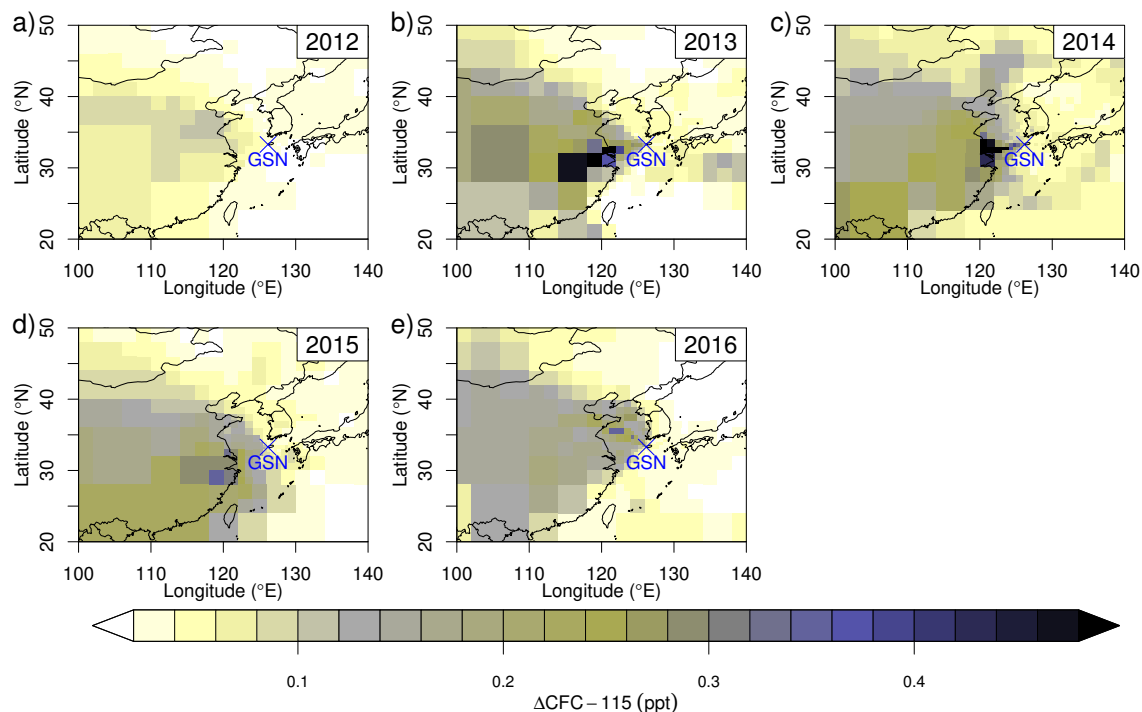 a) 2012
b) 2013
c) 2014
Latitude (°N)
50
40
30
20
GSN
100 110 120 130 140
Longitude (°E)
Latitude (°N)
50
40
30
20
GSN
100 110 120 130 140
Longitude (°E)
Latitude (°N)
50
40
30
20
GSN
100 110 120 130 140
Longitude (°E)
d) 2015
e) 2016
Latitude (°N)
50
40
30
20
GSN
100 110 120 130 140
Longitude (°E)
Latitude (°N)
50
40
30
20
GSN
100 110 120 130 140
Longitude (°E)
0.1 0.2 0.3 0.4
ΔCFC−115 (ppt)